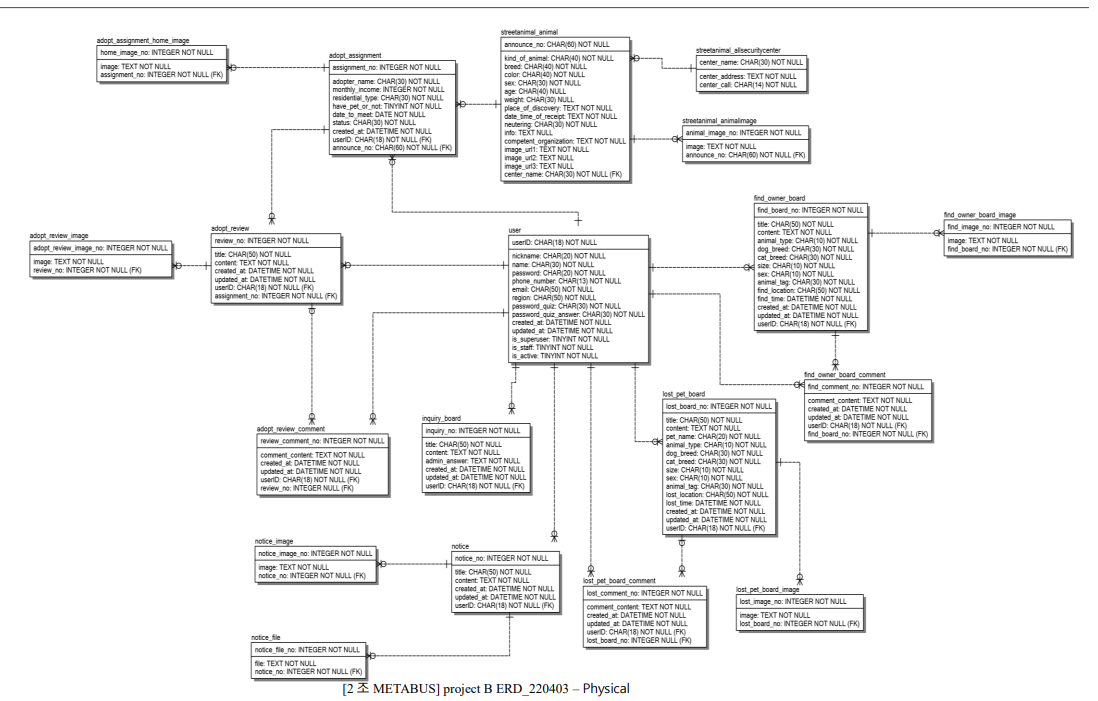 adopt_assignment_home_image
home_image_no: INTEGER NOT NULL
image: TEXT NOT NULL
assignment_no: INTEGER NOT NULL (FK)
adopt_assignment
assignment_no: INTEGER NOT NULL
adopter_name: CHAR(30) NOT NULL
monthly_income: INTEGER NOT NULL
residential_type: CHAR(30) NOT NULL
have_pet_or_not: TINYINT NOT NULL
date_to_meet: DATE NOT NULL
status: CHAR(30) NOT NULL
created_at: DATETIME NOT NULL
userID: CHAR(18) NOT NULL (FK)
announce_no: CHAR(60) NOT NULL (FK)
streetanimal_animal
announce_no: CHAR(60) NOT NULL
kind_of_animal: CHAR(40) NOT NULL
breed: CHAR(40) NOT NULL
color: CHAR(40) NOT NULL
sex: CHAR(30) NOT NULL
age: CHAR(40) NULL
weight: CHAR(30) NULL
place_of_discovery: TEXT NOT NULL
date_time_of_receipt: TEXT NOT NULL
neutering: CHAR(30) NOT NULL
info: TEXT NULL
competent_organization: TEXT NOT NULL
image_url1: TEXT NOT NULL
image_url2: TEXT NULL
image_url3: TEXT NULL
center_name: CHAR(30) NOT NULL (FK)
streetanimal_allsecuritycenter
center_name: CHAR(30) NOT NULL
center_address: TEXT NOT NULL
center_call: CHAR(14) NOT NULL
streetanimal_animalimage
animal_image_no: INTEGER NOT NULL
image: TEXT NOT NULL
announce_no: CHAR(60) NOT NULL (FK)
adopt_review_image
adopt_review_image_no: INTEGER NOT NULL
image: TEXT NOT NULL
review_no: INTEGER NOT NULL (FK)
adopt_review
review_no: INTEGER NOT NULL
title: CHAR(50) NOT NULL
content: TEXT NOT NULL
created_at: DATETIME NOT NULL
updated_at: DATETIME NOT NULL
userID: CHAR(18) NOT NULL (FK)
assignment_no: INTEGER NOT NULL (FK)
user
userID: CHAR(18) NOT NULL
nickname: CHAR(20) NOT NULL
name: CHAR(30) NOT NULL
password: CHAR(20) NOT NULL
phone_number: CHAR(13) NOT NULL
email: CHAR(50) NOT NULL
region: CHAR(50) NOT NULL
password_quiz: CHAR(30) NOT NULL
password_quiz_answer: CHAR(30) NOT NULL
created_at: DATETIME NOT NULL
updated_at: DATETIME NOT NULL
is_superuser: TINYINT NOT NULL
is_staff: TINYINT NOT NULL
is_active: TINYINT NOT NULL
find_owner_board
find_board_no: INTEGER NOT NULL
title: CHAR(50) NOT NULL
content: TEXT NOT NULL
animal_type: CHAR(10) NOT NULL
dog_breed: CHAR(30) NOT NULL
cat_breed: CHAR(30) NOT NULL
size: CHAR(10) NOT NULL
sex: CHAR(10) NOT NULL
animal_tag: CHAR(30) NOT NULL
find_location: CHAR(50) NOT NULL
find_time: DATETIME NOT NULL
created_at: DATETIME NOT NULL
updated_at: DATETIME NOT NULL
userID: CHAR(18) NOT NULL (FK)
find_owner_board_image
find_image_no: INTEGER NOT NULL
image: TEXT NOT NULL
find_board_no: INTEGER NOT NULL (FK)
find_owner_board_comment
find_comment_no: INTEGER NOT NULL
comment_content: TEXT NOT NULL
created_at: DATETIME NOT NULL
updated_at: DATETIME NOT NULL
userID: CHAR(18) NOT NULL (FK)
find_board_no: INTEGER NOT NULL (FK)
adopt_review_comment
review_comment_no: INTEGER NOT NULL
comment_content: TEXT NOT NULL
created_at: DATETIME NOT NULL
updated_at: DATETIME NOT NULL
userID: CHAR(18) NOT NULL (FK)
review_no: INTEGER NULL (FK)
inquiry_board
inquiry_no: INTEGER NOT NULL
title: CHAR(50) NOT NULL
content: TEXT NOT NULL
admin_answer: TEXT NOT NULL
created_at: DATETIME NOT NULL
updated_at: DATETIME NOT NULL
userID: CHAR(18) NOT NULL (FK)
lost_pet_board
lost_board_no: INTEGER NOT NULL
title: CHAR(50) NOT NULL
content: TEXT NOT NULL
pet_name: CHAR(20) NOT NULL
animal_type: CHAR(10) NOT NULL
dog_breed: CHAR(30) NOT NULL
cat_breed: CHAR(30) NOT NULL
size: CHAR(10) NOT NULL
sex: CHAR(10) NOT NULL
animal_tag: CHAR(30) NOT NULL
lost_location: CHAR(50) NOT NULL
lost_time: DATETIME NOT NULL
created_at: DATETIME NOT NULL
updated_at: DATETIME NOT NULL
userID: CHAR(18) NOT NULL (FK)
notice_image
notice_image_no: INTEGER NOT NULL
image: TEXT NOT NULL
notice_no: INTEGER NOT NULL (FK)
notice
notice_no: INTEGER NOT NULL
title: CHAR(50) NOT NULL
content: TEXT NOT NULL
created_at: DATETIME NOT NULL
updated_at: DATETIME NOT NULL
userID: CHAR(18) NOT NULL (FK)
lost_pet_board_comment
lost_comment_no: INTEGER NOT NULL
comment_content: TEXT NOT NULL
created_at: DATETIME NOT NULL
updated_at: DATETIME NOT NULL
userID: CHAR(18) NOT NULL (FK)
lost_board_no: INTEGER NULL (FK)
lost_pet_board_image
lost_image_no: INTEGER NOT NULL
image: TEXT NOT NULL
lost_board_no: INTEGER NOT NULL (FK)
notice_file
notice_file_no: INTEGER NOT NULL
file: TEXT NOT NULL
notice_no: INTEGER NOT NULL (FK)
[2 조 METABUS] project B ERD_220403 – Physical